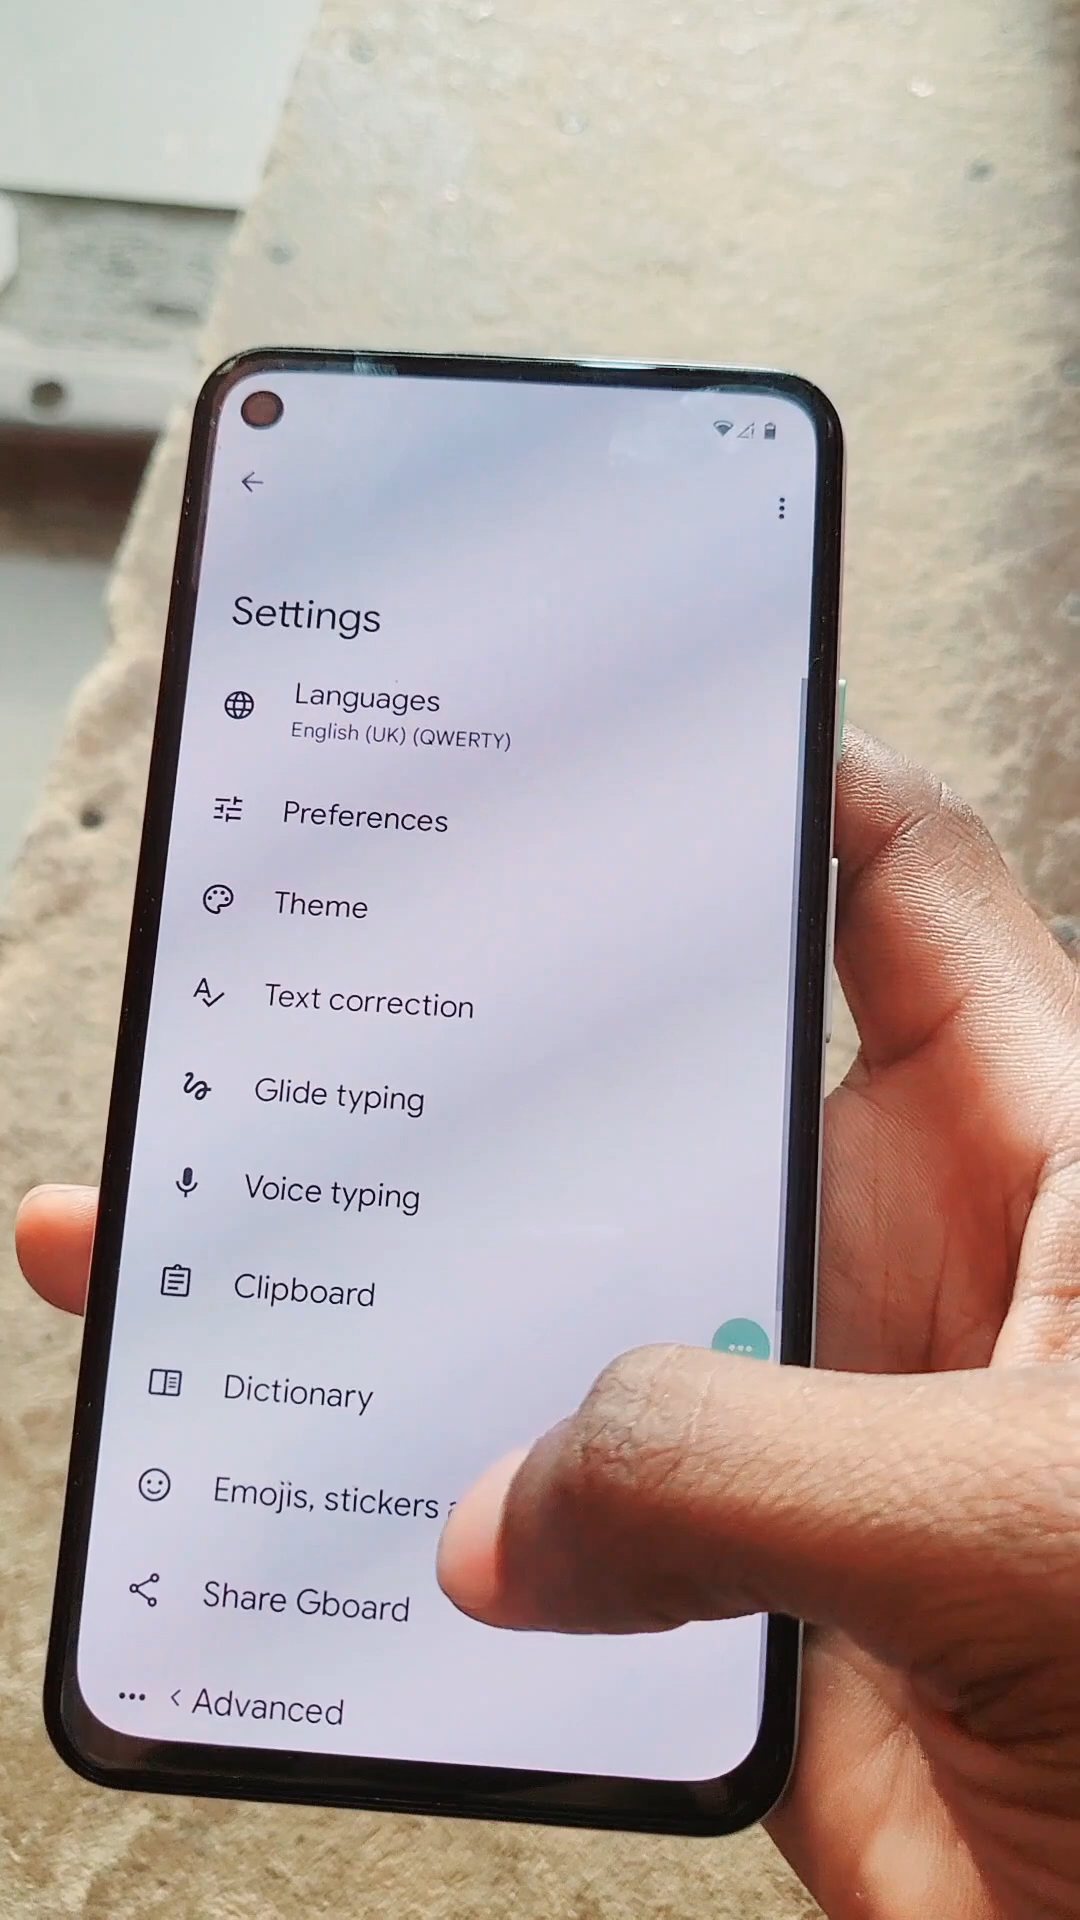 Settings
Languages
English (UK) (QWERTY)
Preferences
Theme
Text correction
Glide typing
Voice typing
Clipboard
Dictionary
Emojis, stickers
Share Gboard
Advanced